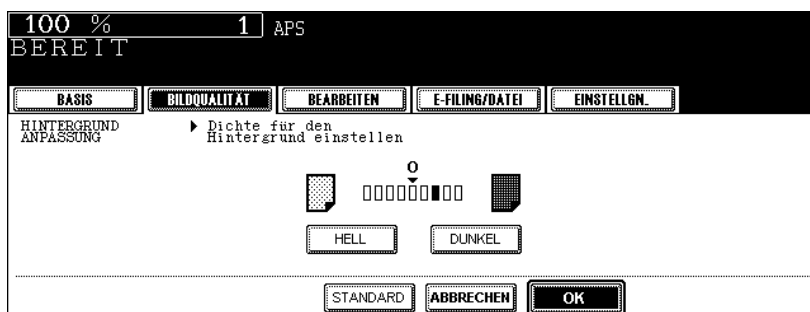 100 % 1 APS
BEREIT
BASIS BILDQUALITÄT BEARBEITEN E-FILING/DATEI EINSTELLGN.
HINTERGRUND ANPASSUNG
Dichte für den
Hintergrund einstellen
0
HELL DUNKEL
STANDARD ABBRECHEN OK